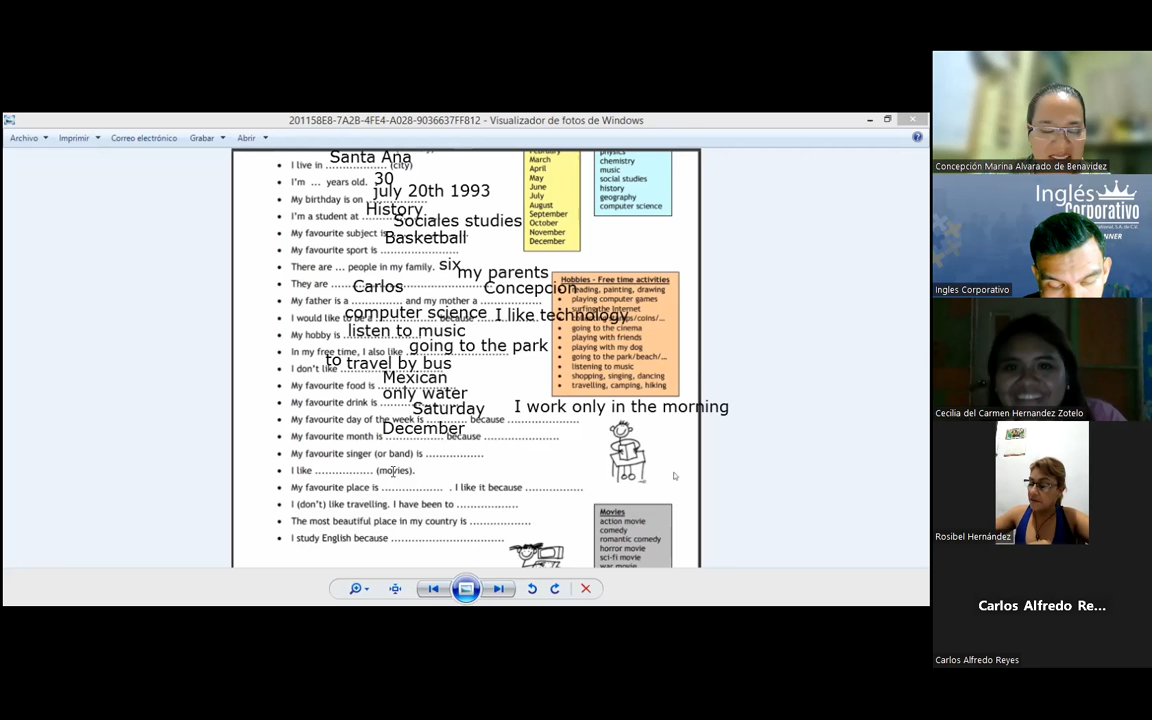 201158E8-7A2B-4FE4-A028-9036637FF812 - Visualizador de fotos de Windows
Archivo Imprimir Correo electrónico Grabar Abrir
Santa Ana
I live in ................ (city)
30
I'm ... years old.
july 20th 1993
My birthday is on ................
History
I'm a student at ................
Sociales studies
My favourite subject is ................
Basketball
My favourite sport is ................
six
There are ... people in my family.
my parents
They are ................
Carlos
Concepcion
My father is a ............. and my mother a ...............
computer science
I like technology
I would like to be a ............. because ...............
listen to music
My hobby is ................
going to the park
In my free time, I also like ................
to travel by bus
I don't like ................
Mexican
My favourite food is ................
only water
My favourite drink is ................
Saturday
I work only in the morning
My favourite day of the week is ........... because ...................
December
My favourite month is ............... because ...................
My favourite singer (or band) is ...............
I like ............... (movies).
My favourite place is ................ . I like it because ...............
I (don't) like travelling. I have been to ................
The most beautiful place in my country is ................
I study English because ..............................
March
April
May
June
July
August
September
October
November
December
physics
chemistry
music
social studies
history
geography
computer science
Hobbies - Free time activities
reading, painting, drawing
playing computer games
surfing the Internet
going to the cinema
playing with friends
playing with my dog
going to the park/beach/...
listening to music
shopping, singing, dancing
travelling, camping, hiking
Movies
action movie
comedy
romantic comedy
horror movie
sci-fi movie
war movie
Concepción Marina Alvarado de Benavidez
Inglés
Corporativo
Ingles Corporativo
Cecilia del Carmen Hernandez Zotelo
Rosibel Hernández
Carlos Alfredo Re...
Carlos Alfredo Reyes